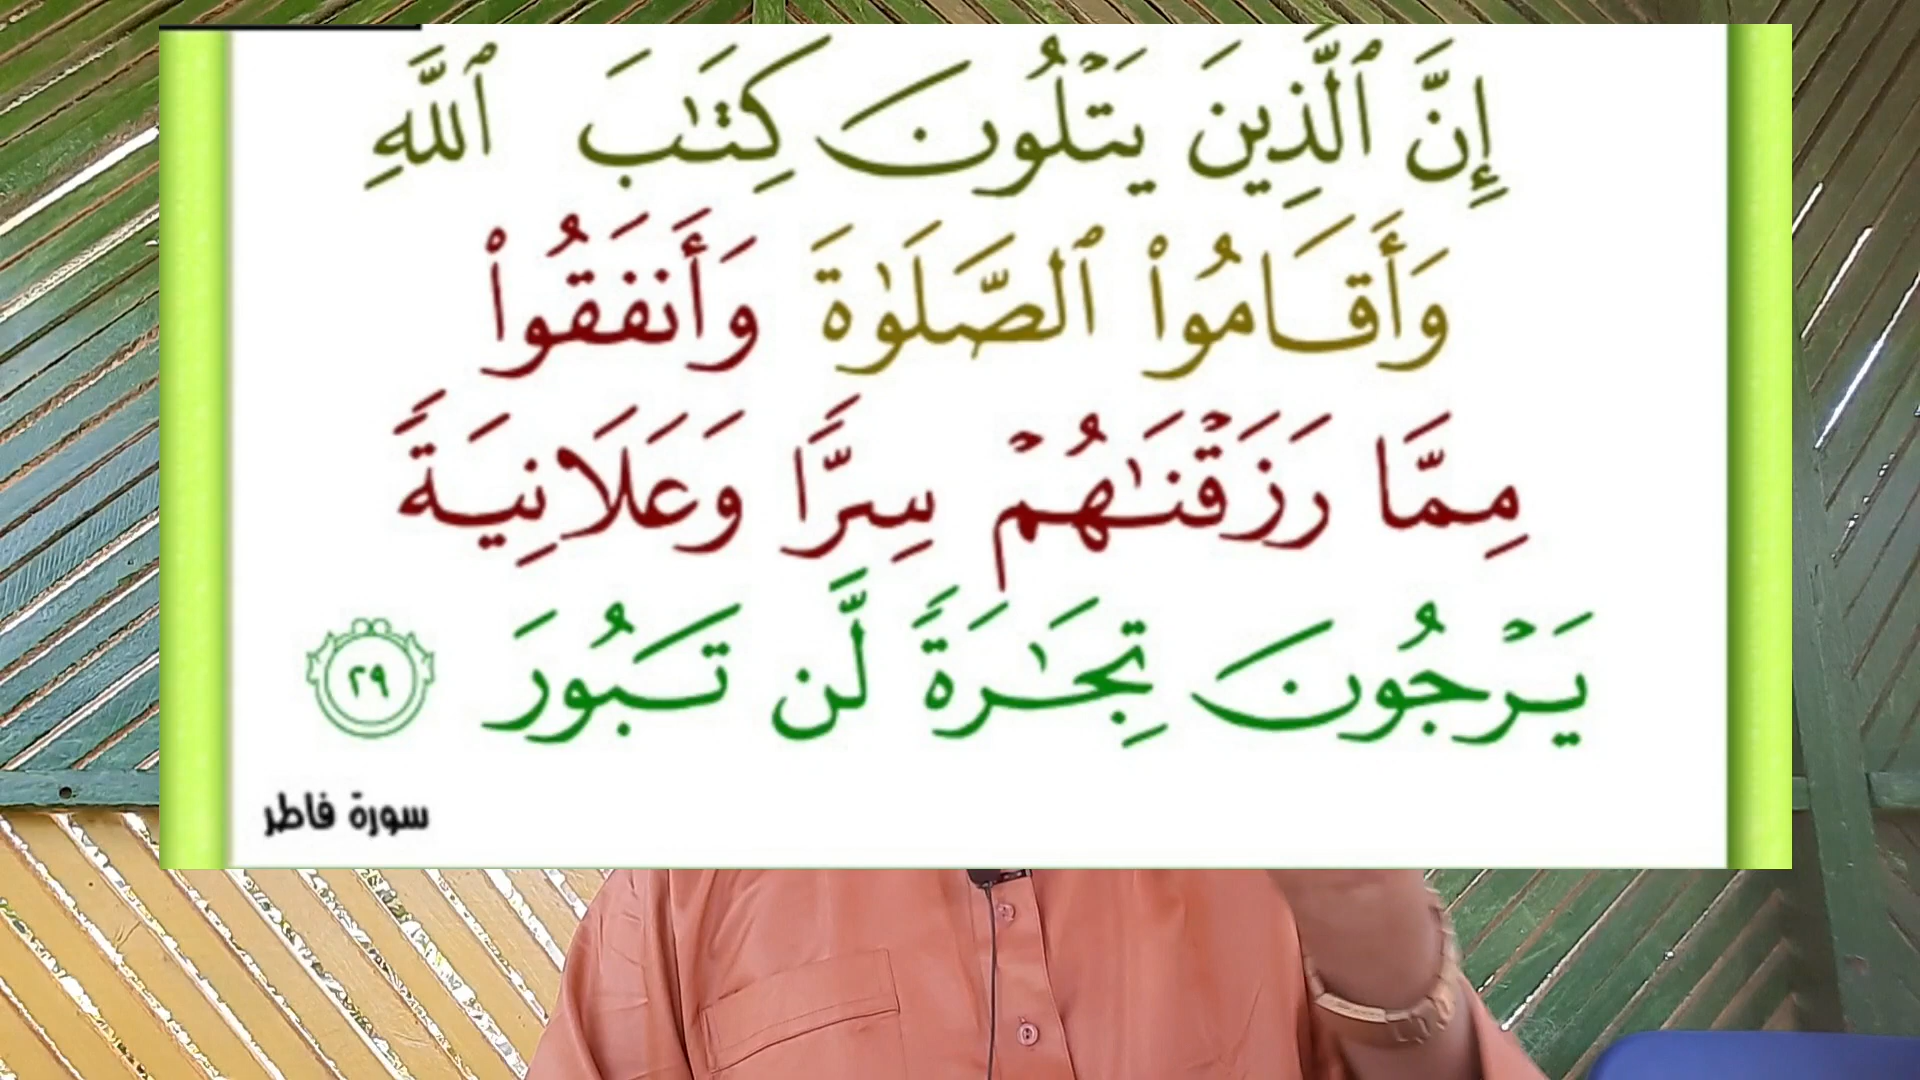 إِنَّ ٱلَّذِينَ يَتۡلُونَ كِتَٰبَ ٱللَّهِ
وَأَقَامُواْ ٱلصَّلَوٰةَ وَأَنفَقُواْ
مِمَّا رَزَقۡنَٰهُمۡ سِرّٗا وَعَلَانِيَةٗ
يَرۡجُونَ تِجَٰرَةٗ لَّن تَبُورَ ٢٩
سورة فاطر